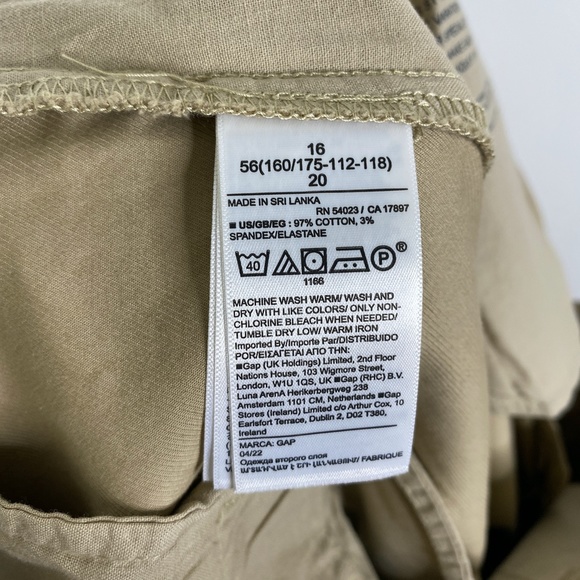 16
56(160/175-112-118)
20
MADE IN SRI LANKA
RN 54023 / CA 17897
■ US/GB/EG : 97% COTTON, 3%
SPANDEX/ELASTANE
40 P ®
1166
MACHINE WASH WARM/ WASH AND
DRY WITH LIKE COLORS/ ONLY NON-
CHLORINE BLEACH WHEN NEEDED/
TUMBLE DRY LOW/ WARM IRON
Imported By/Importe Par/DISTRIBUIDO
POR/ΕΙΣΑΓΕΤΑΙ ΑΠΟ ΤΗΝ:
■Gap (UK Holdings) Limited, 2nd Floor
Nations House, 103 Wigmore Street,
London, W1U 1QS, UK ■Gap (RHC) B.V.
Luna ArenA Herikerbergweg 238
Amsterdam 1101 CM, Netherlands ■Gap
Stores (Ireland) Limited c/o Arthur Cox, 10
Earlsfort Terrace, Dublin 2, D02 T380,
Ireland
MARCA: GAP
04/22
Одежда второго слоя
FABRIQUE